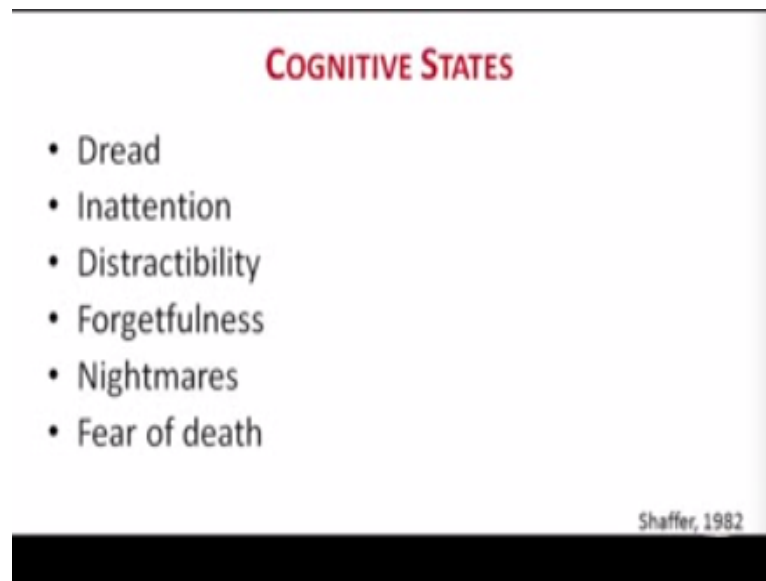 COGNITIVE STATES
• Dread
• Inattention
• Distractibility
• Forgetfulness
• Nightmares
• Fear of death
Shaffer, 1982